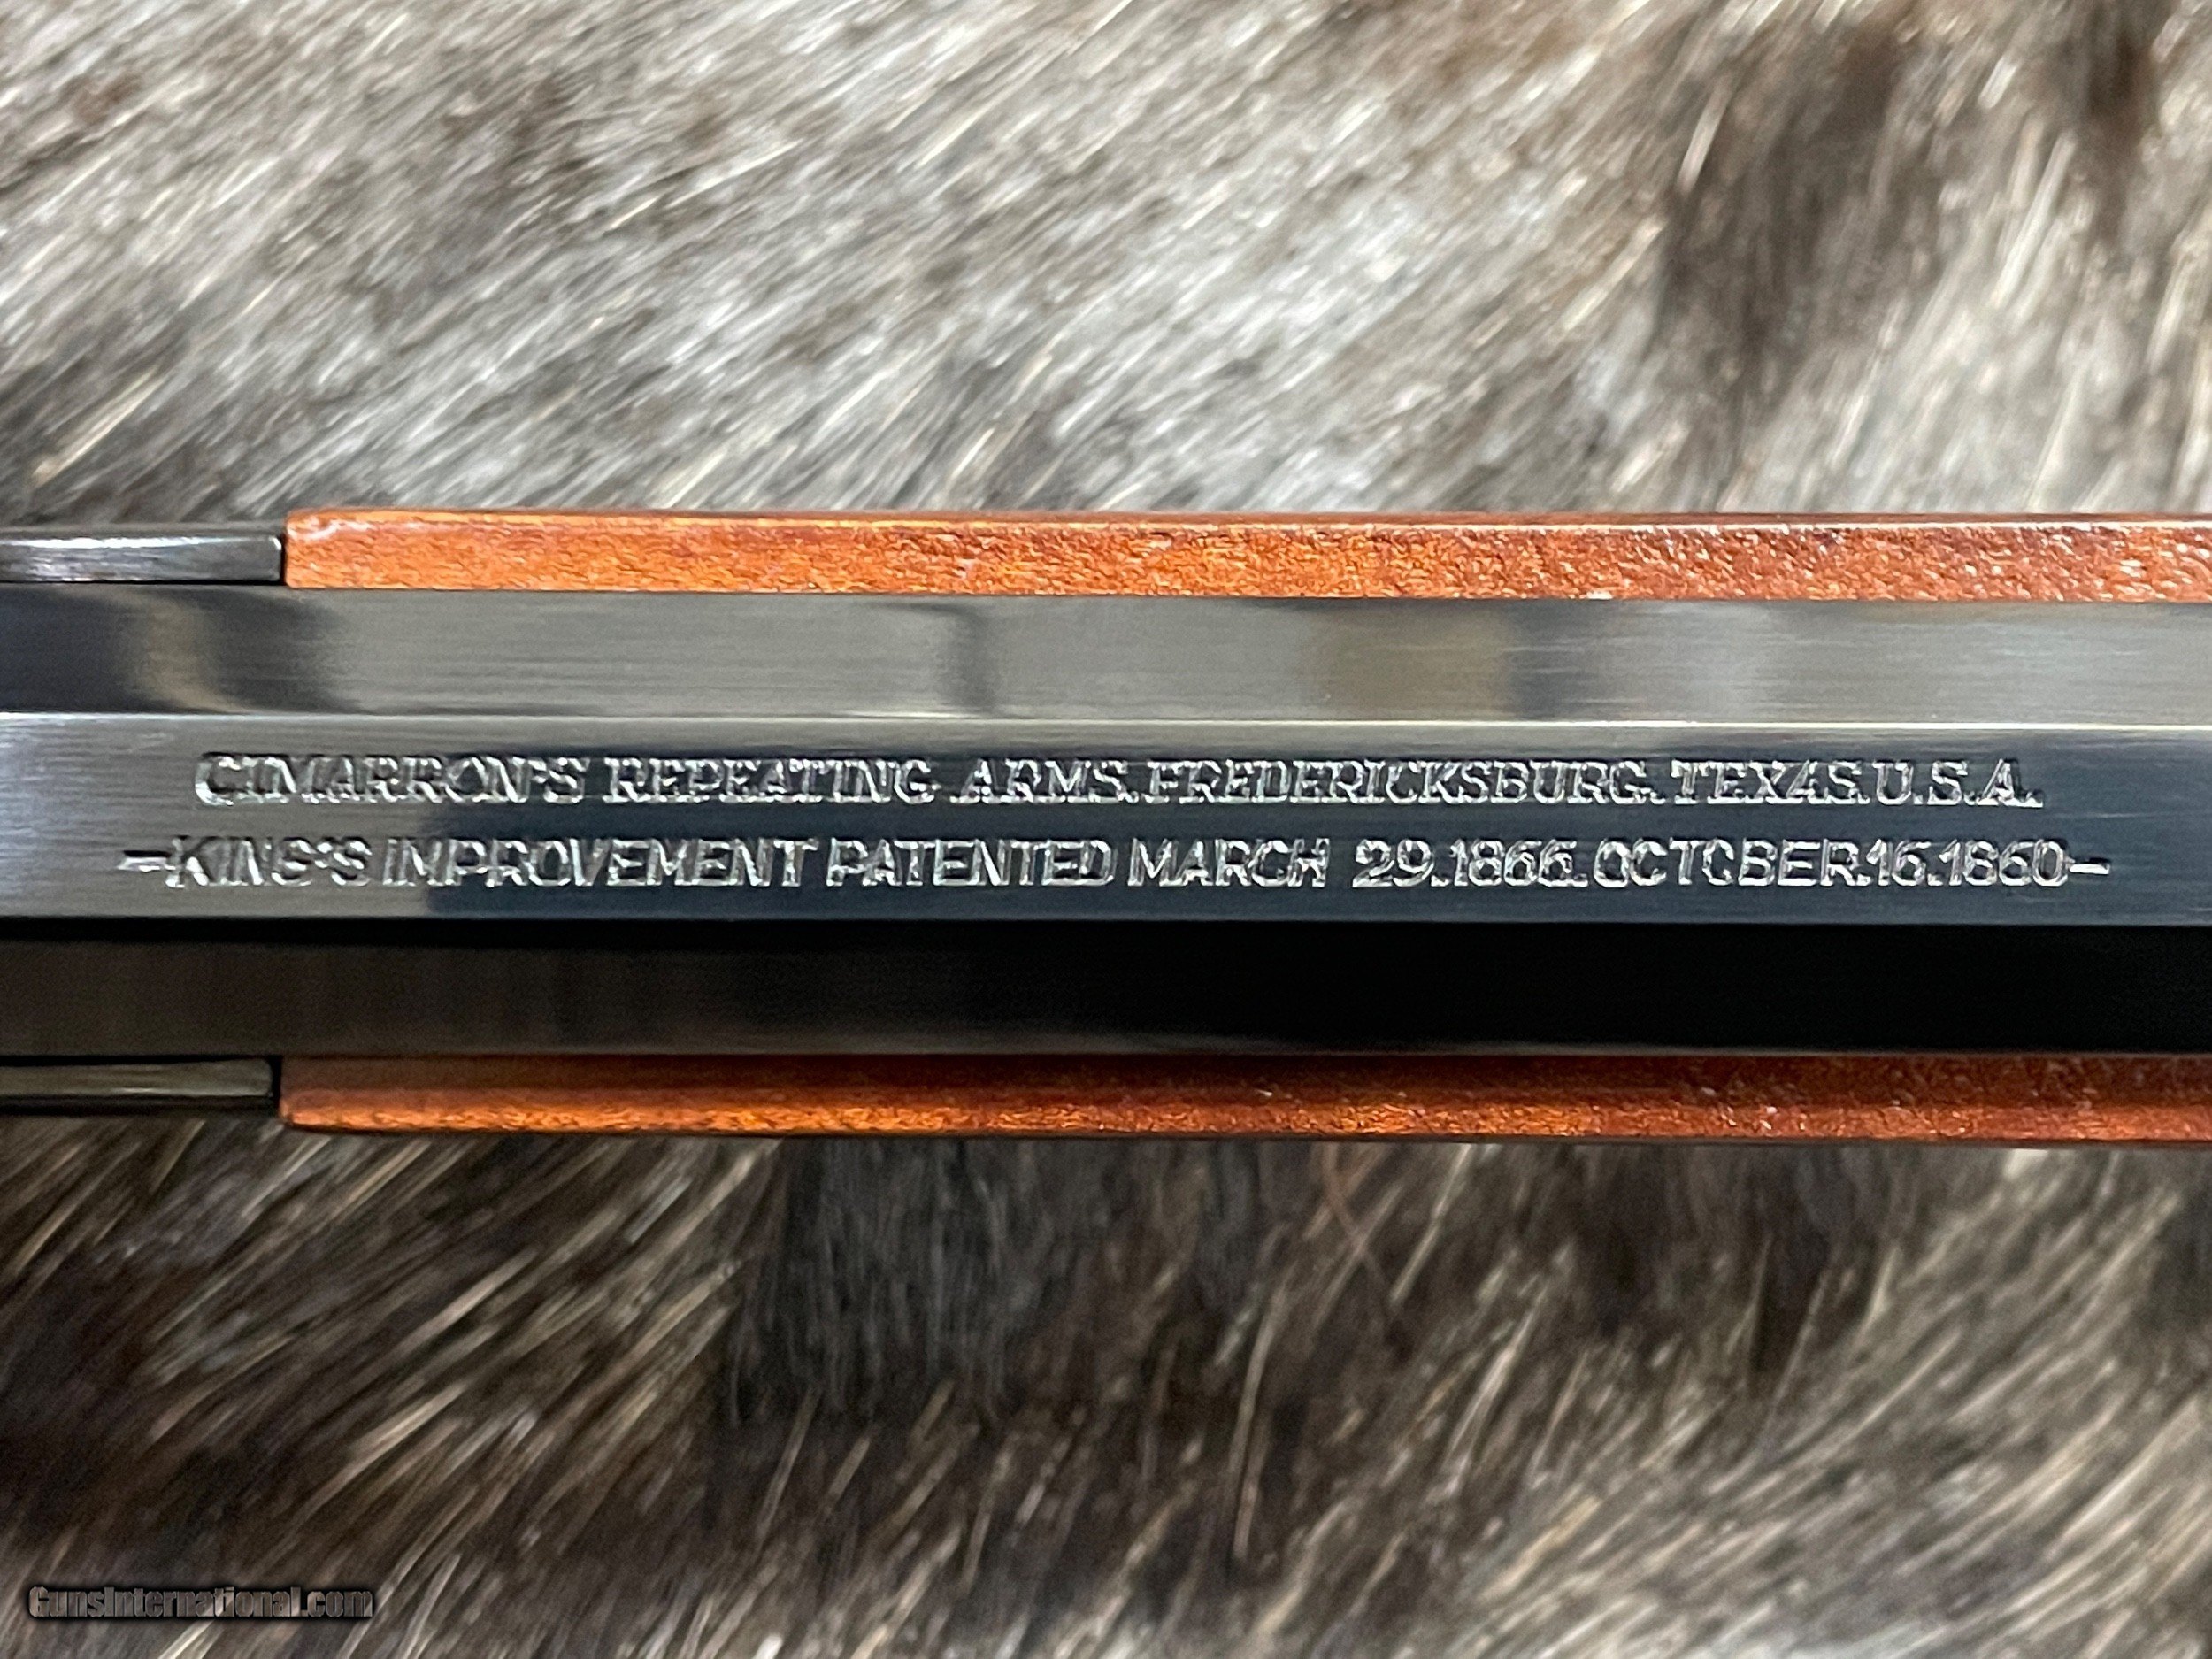 CIMARRON'S REPEATING ARMS. FREDERICKSBURG. TEXAS. U.S.A.
-KING'S IMPROVEMENT PATENTED MARCH 29.1866.OCTOBER.16.1860-
GunsInternational.com